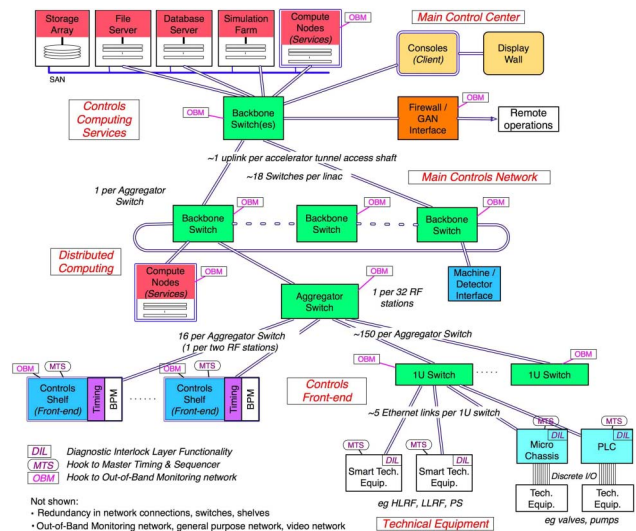 Storage
Array
File
Server
Database
Server
Simulation
Farm
Compute
Nodes
(Services)
OBM
Main Control Center
Consoles
(Client)
Display
Wall
SAN
Controls
Computing
Services
OBM
Backbone
Switch(es)
OBM
Firewall /
GAN
Interface
Remote
operations
~1 uplink per accelerator tunnel access shaft
~18 Switches per linac
Main Controls Network
1 per Aggregator
Switch
OBM
OBM
OBM
Backbone
Switch
Backbone
Switch
Backbone
Switch
Distributed
Computing
Compute
Nodes
(Services)
OBM
OBM
Aggregator
Switch
1 per 32 RF
stations
Machine /
Detector
Interface
16 per Aggregator Switch
(1 per two RF stations)
~150 per Aggregator Switch
OBM
MTS
OBM
MTS
Controls
Shelf
(Front-end)
Timing
BPM
Controls
Shelf
(Front-end)
Timing
BPM
OBM
1U Switch
OBM
1U Switch
Controls
Front-end
~5 Ethernet links per 1U switch
MTS
DIL
Smart Tech.
Equip.
MTS
DIL
Smart Tech.
Equip.
MTS
DIL
Micro
Chassis
MTS
DIL
PLC
Discrete I/O
Tech.
Equip.
Tech.
Equip.
eg HLRF, LLRF, PS
eg valves, pumps
Technical Equipment
DIL Diagnostic Interlock Layer Functionality
MTS Hook to Master Timing & Sequencer
OBM Hook to Out-of-Band Monitoring network
Not shown:
• Redundancy in network connections, switches, shelves
• Out-of-Band Monitoring network, general purpose network, video network